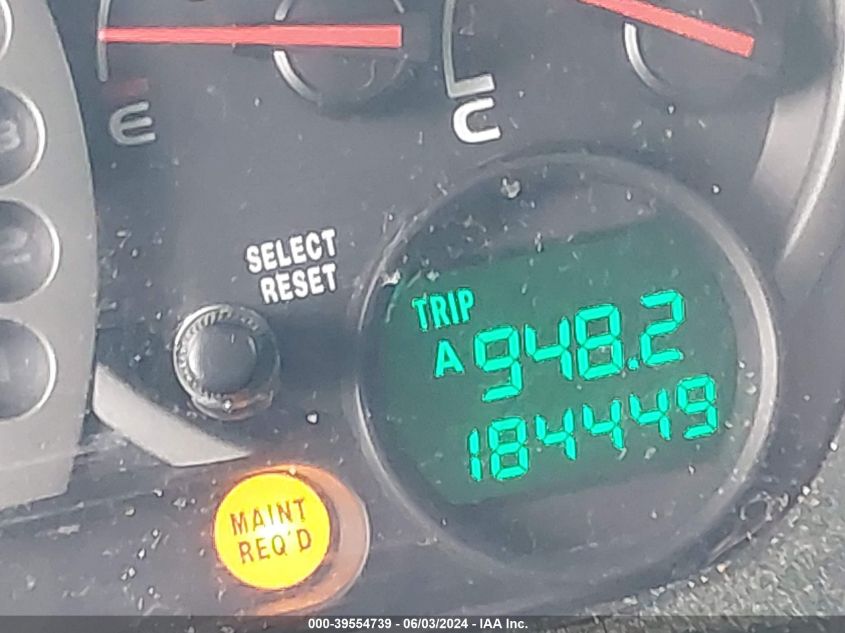 E
C
SELECT
RESET
TRIP
A 948.2
184449
MAINT
REQ'D
000-39554739 - 06/03/2024 - IAA Inc.